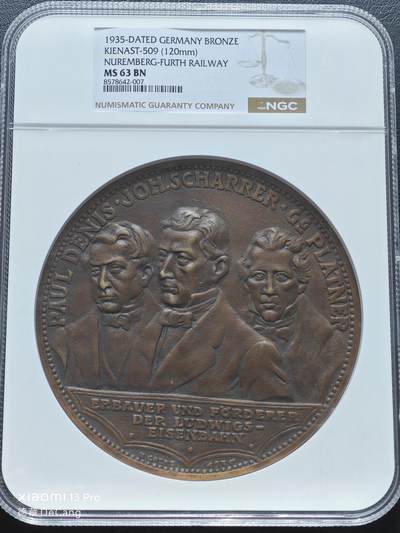 1935-DATED GERMANY BRONZE
KIENAST-509 (120mm)
NUREMBERG-FURTH RAILWAY
MS 63 BN
8578642-007
NUMISMATIC GUARANTY COMPANY
NGC
PAUL DENIS · JOH. SCHARRER · Gg PLATNER
ERBAUER UND FÖRDERER
DER LUDWIGS-
EISENBAHN
xiaomi 13 Pro
DeCang